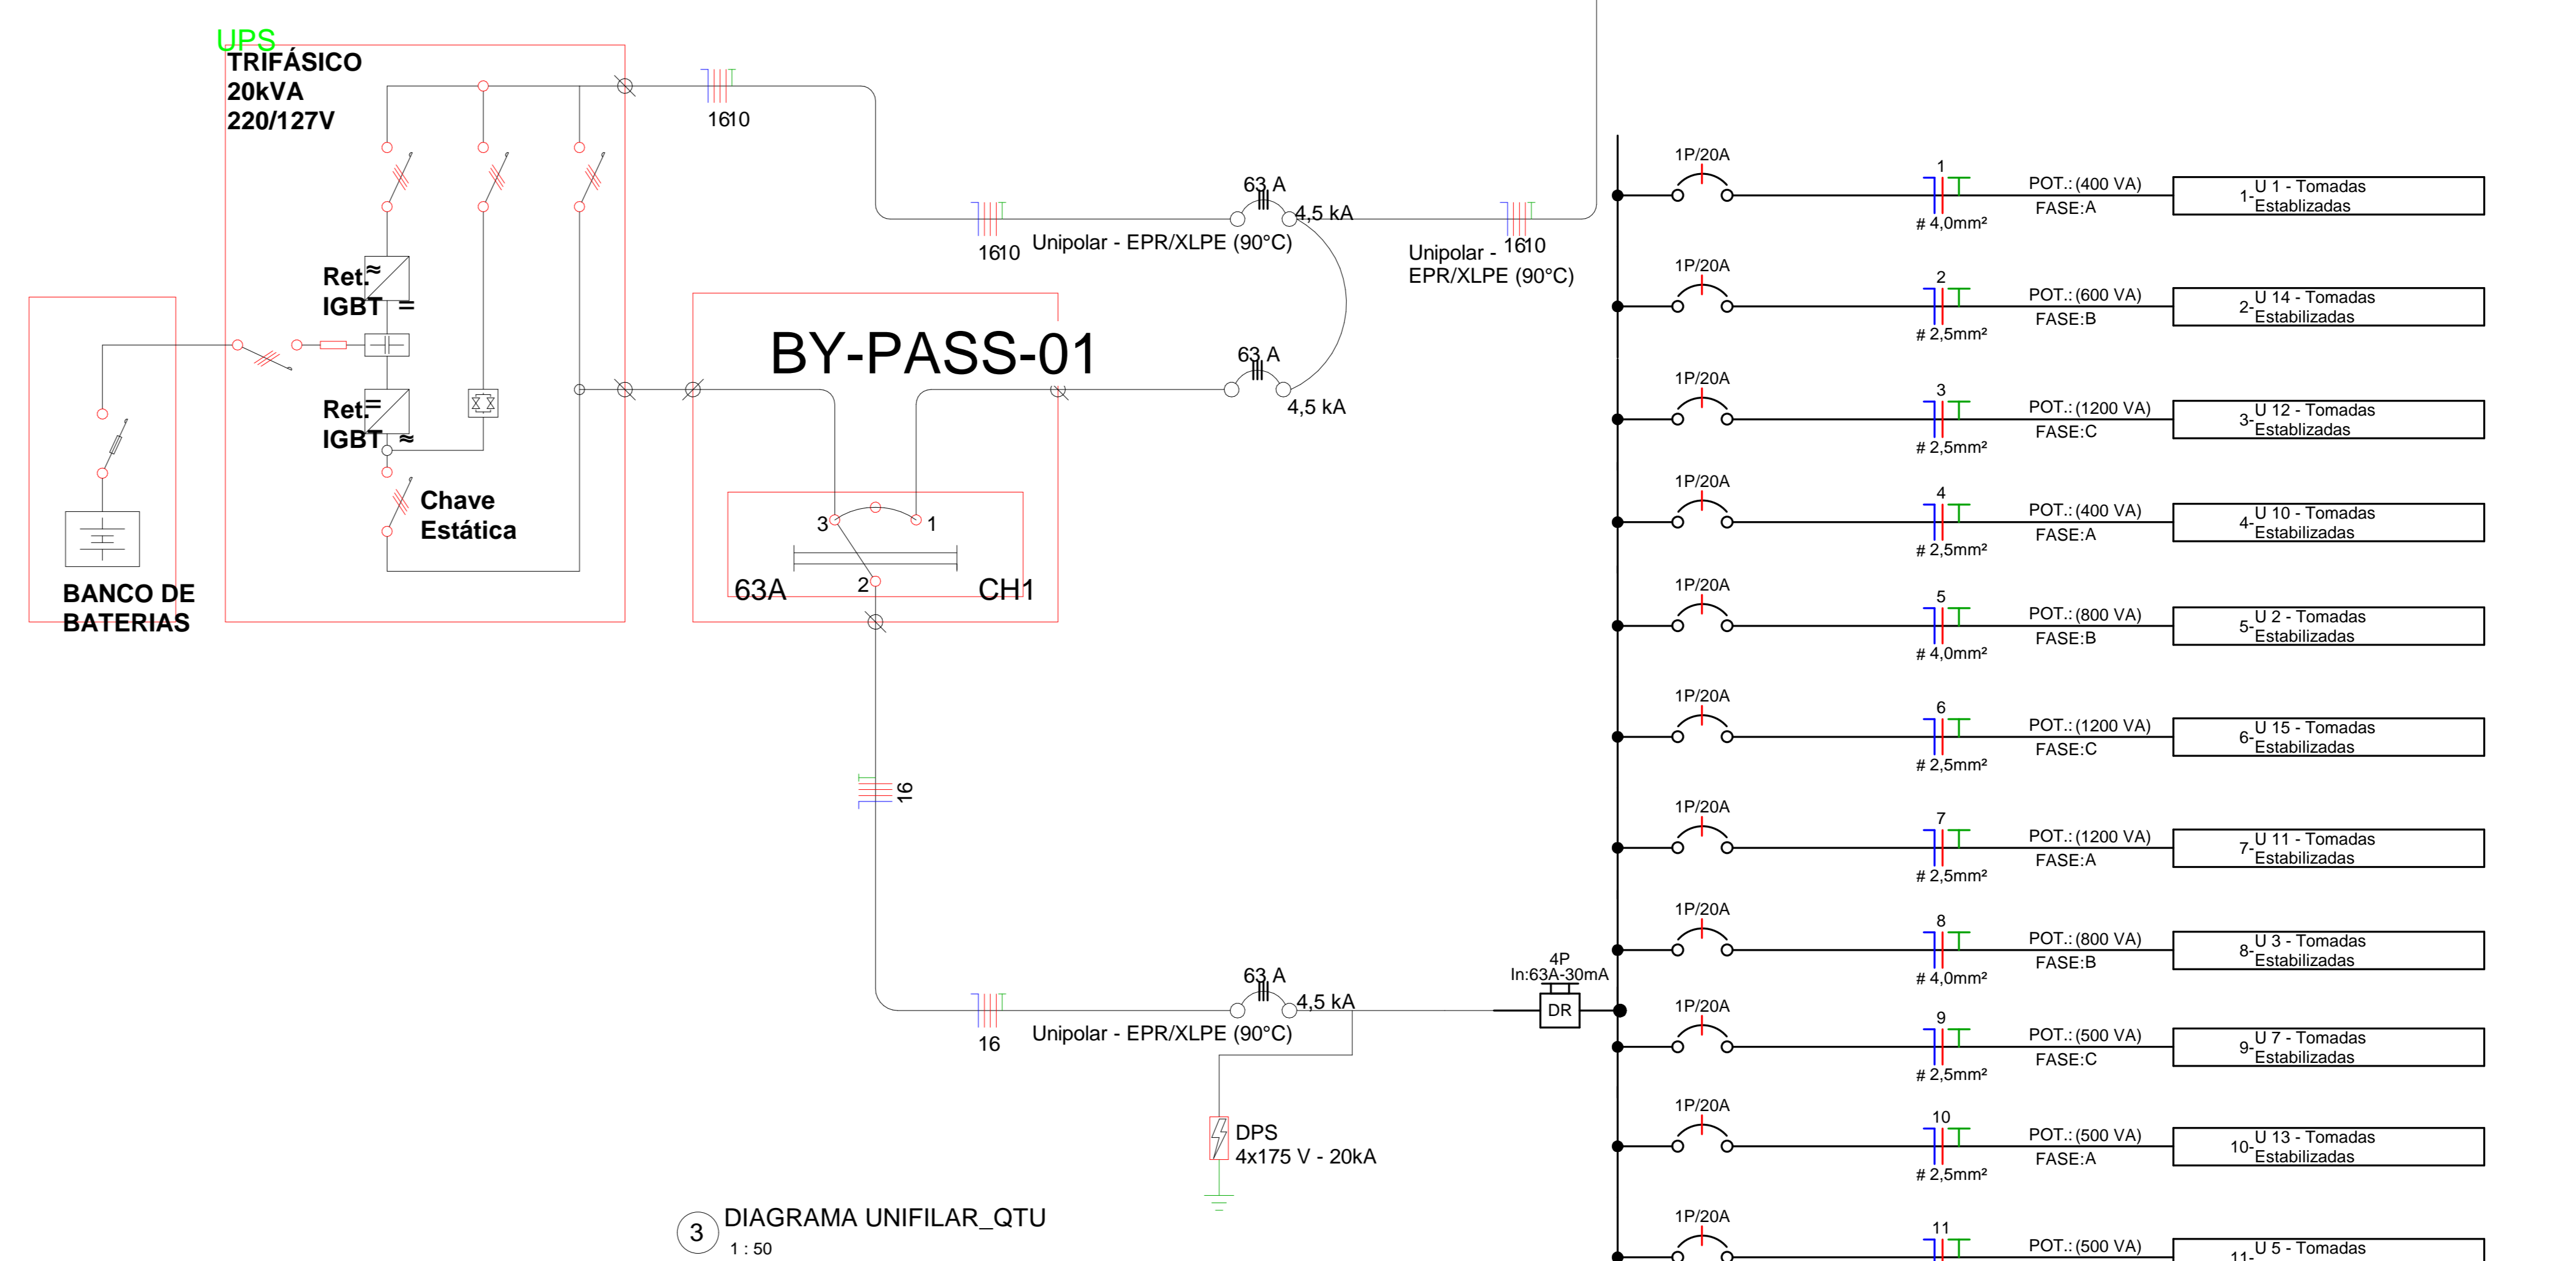 UPS
TRIFÁSICO
20kVA
220/127V
1610
Ret. ≈
IGBT =
Ret. =
IGBT ≈
Chave
Estática
BANCO DE
BATERIAS
63 A
4,5 kA
1610
Unipolar - EPR/XLPE (90°C)
1610
Unipolar -
EPR/XLPE (90°C)
BY-PASS-01
63 A
4,5 kA
3
1
2
63A
CH1
16
63 A
4,5 kA
16
Unipolar - EPR/XLPE (90°C)
4P
In:63A-30mA
DR
DPS
4x175 V - 20kA
3
DIAGRAMA UNIFILAR_QTU
1 : 50
1P/20A
1
# 4,0mm²
POT.: (400 VA)
FASE:A
1-
U 1 - Tomadas
Establizadas
1P/20A
2
# 2,5mm²
POT.: (600 VA)
FASE:B
2-
U 14 - Tomadas
Estabilizadas
1P/20A
3
# 2,5mm²
POT.: (1200 VA)
FASE:C
3-
U 12 - Tomadas
Establizadas
1P/20A
4
# 2,5mm²
POT.: (400 VA)
FASE:A
4-
U 10 - Tomadas
Estabilizadas
1P/20A
5
# 4,0mm²
POT.: (800 VA)
FASE:B
5-
U 2 - Tomadas
Estabilizadas
1P/20A
6
# 2,5mm²
POT.: (1200 VA)
FASE:C
6-
U 15 - Tomadas
Establizadas
1P/20A
7
# 2,5mm²
POT.: (1200 VA)
FASE:A
7-
U 11 - Tomadas
Estabilizadas
1P/20A
8
# 4,0mm²
POT.: (800 VA)
FASE:B
8-
U 3 - Tomadas
Estabilizadas
1P/20A
9
# 2,5mm²
POT.: (500 VA)
FASE:C
9-
U 7 - Tomadas
Estabilizadas
1P/20A
10
# 2,5mm²
POT.: (500 VA)
FASE:A
10-
U 13 - Tomadas
Estabilizadas
1P/20A
11
POT.: (500 VA)
11-
U 5 - Tomadas